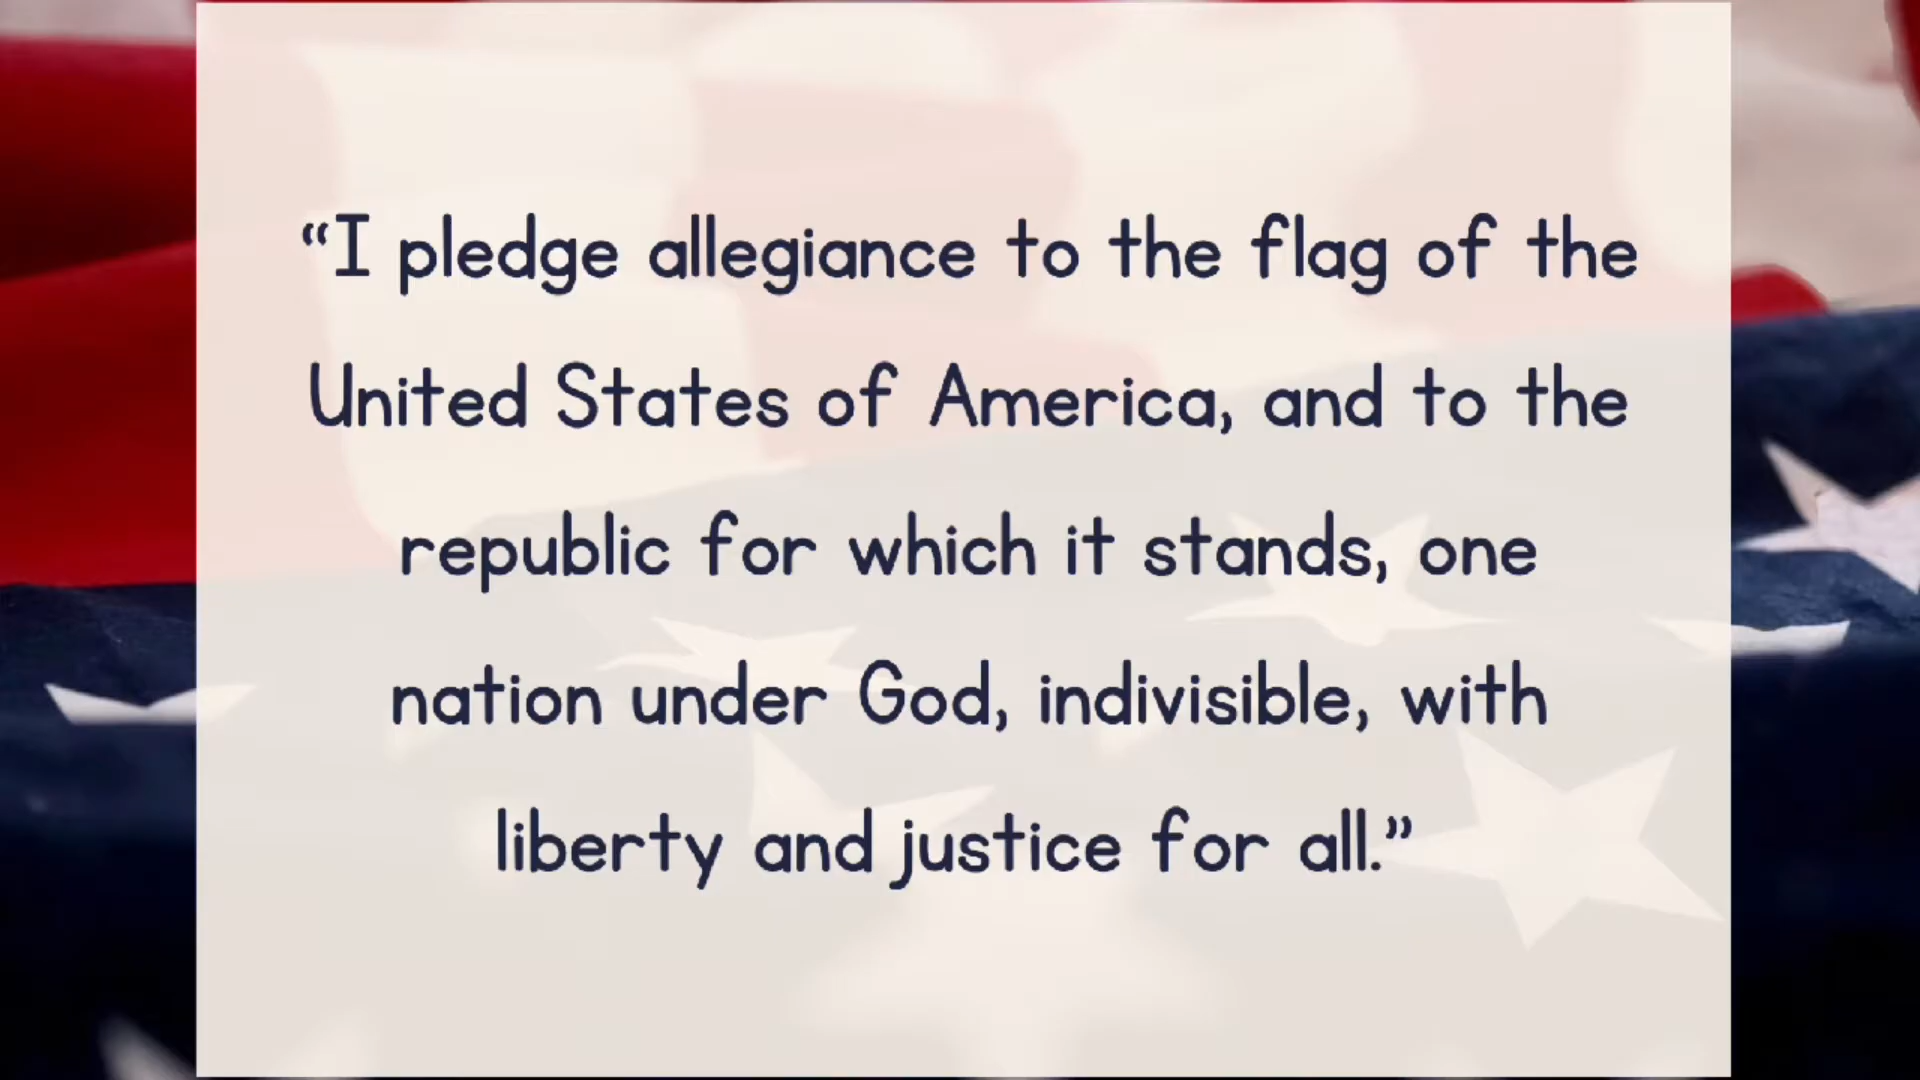 “I pledge allegiance to the flag of the
United States of America, and to the
republic for which it stands, one
nation under God, indivisible, with
liberty and justice for all.”